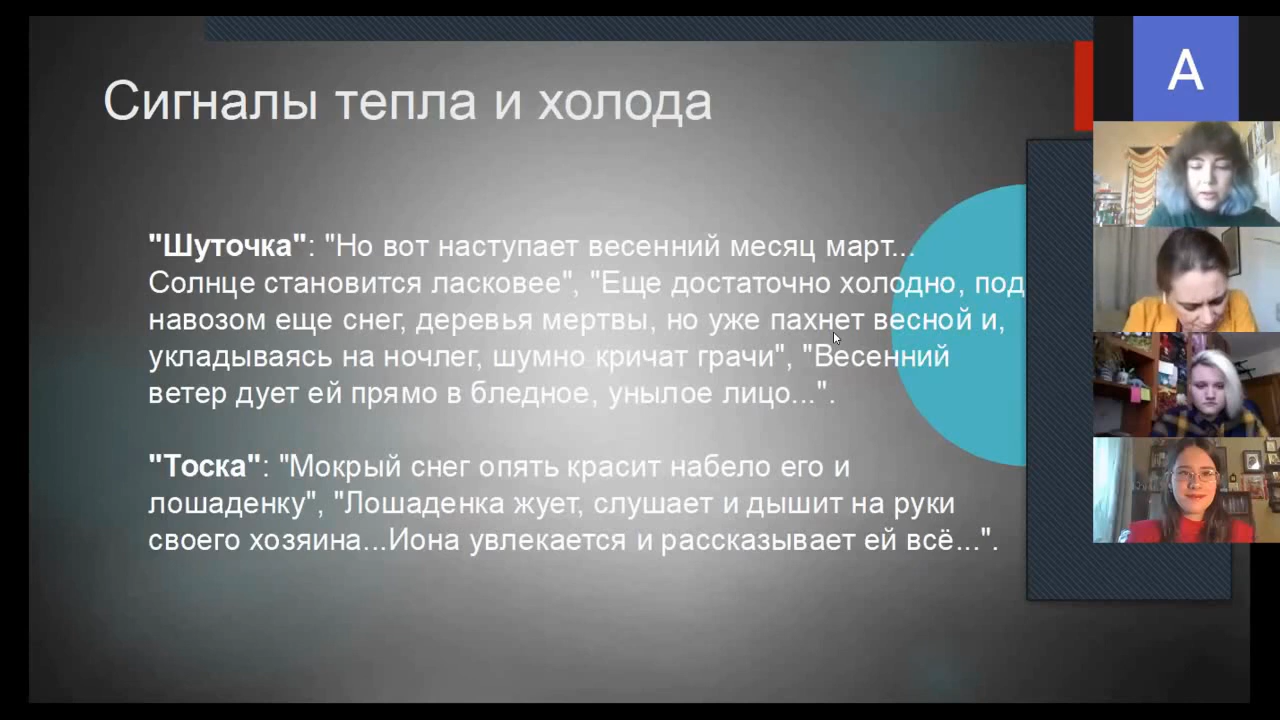 Сигналы тепла и холода
"Шуточка": "Но вот наступает весенний месяц март...
Солнце становится ласковее", "Еще достаточно холодно, под
навозом еще снег, деревья мертвы, но уже пахнет весной и,
укладываясь на ночлег, шумно кричат грачи", "Весенний
ветер дует ей прямо в бледное, унылое лицо...".
"Тоска": "Мокрый снег опять красит набело его и
лошаденку", "Лошаденка жует, слушает и дышит на руки
своего хозяина...Иона увлекается и рассказывает ей всё...".
А